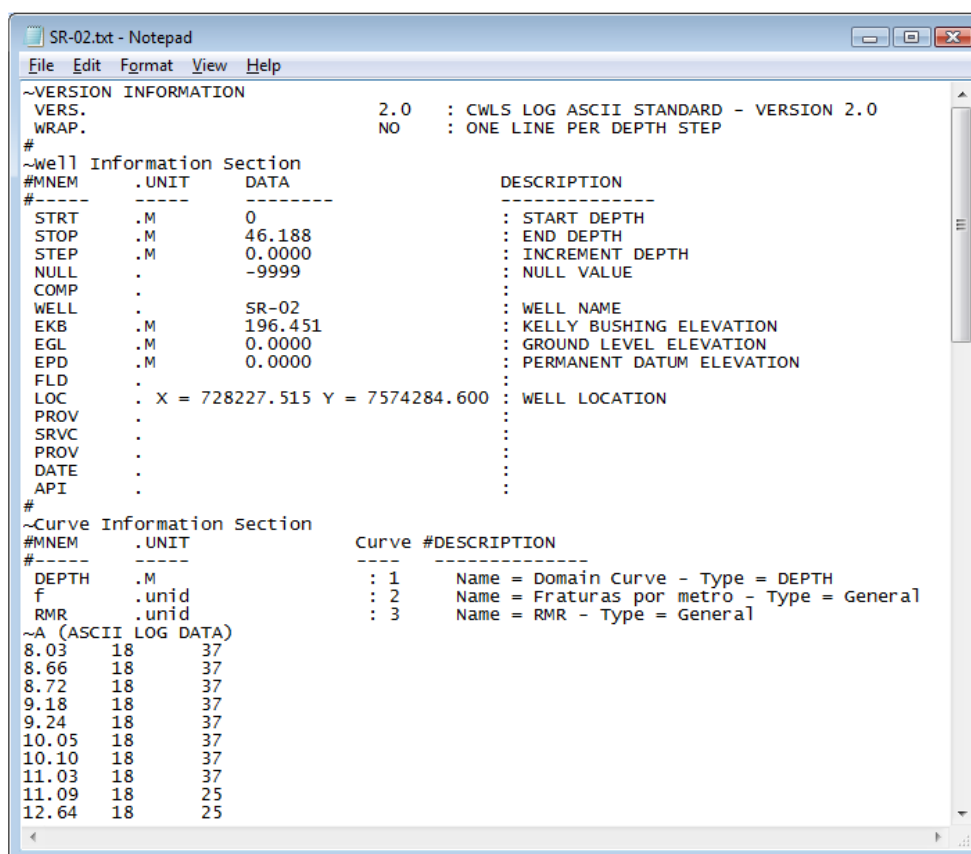 SR-02.txt - Notepad
File Edit Format View Help
~VERSION INFORMATION
VERS. 2.0 : CWLS LOG ASCII STANDARD - VERSION 2.0
WRAP. NO : ONE LINE PER DEPTH STEP
#
~Well Information Section
#MNEM .UNIT DATA DESCRIPTION
#----- ----- -------- --------------
STRT .M 0 : START DEPTH
STOP .M 46.188 : END DEPTH
STEP .M 0.0000 : INCREMENT DEPTH
NULL . -9999 : NULL VALUE
COMP . :
WELL . SR-02 : WELL NAME
EKB .M 196.451 : KELLY BUSHING ELEVATION
EGL .M 0.0000 : GROUND LEVEL ELEVATION
EPD .M 0.0000 : PERMANENT DATUM ELEVATION
FLD . :
LOC . X = 728227.515 Y = 7574284.600 : WELL LOCATION
PROV . :
SRVC . :
PROV . :
DATE . :
API . :
#
~Curve Information Section
#MNEM .UNIT Curve #DESCRIPTION
#----- ----- ---- --------------
DEPTH .M : 1 Name = Domain Curve - Type = DEPTH
f .unid : 2 Name = Fraturas por metro - Type = General
RMR .unid : 3 Name = RMR - Type = General
~A (ASCII LOG DATA)
8.03 18 37
8.66 18 37
8.72 18 37
9.18 18 37
9.24 18 37
10.05 18 37
10.10 18 37
11.03 18 37
11.09 18 25
12.64 18 25